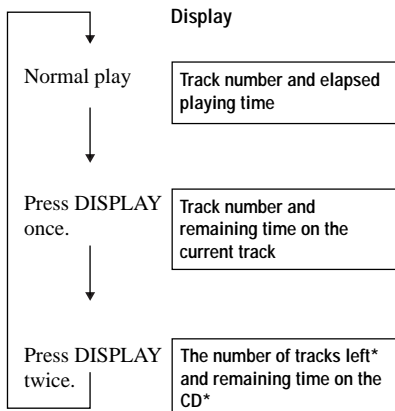 Display
Normal play
Track number and elapsed
playing time
Press DISPLAY
once.
Track number and
remaining time on the
current track
Press DISPLAY
twice.
The number of tracks left*
and remaining time on the
CD*